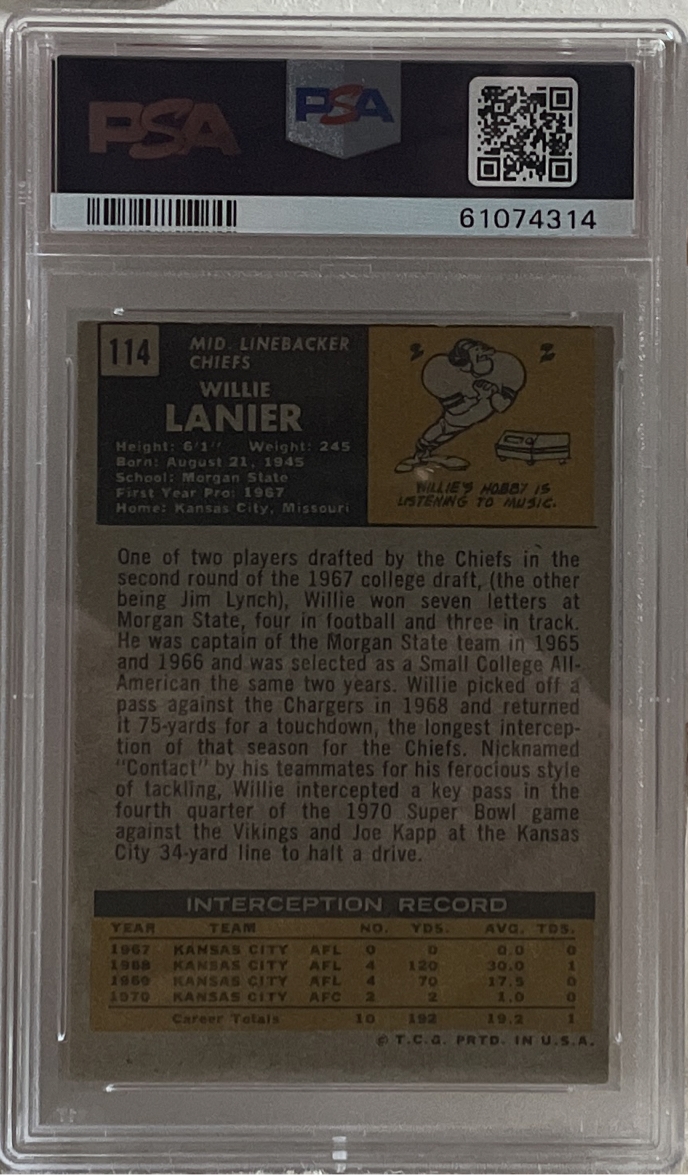 PSA
PSA
61074314
114
MID. LINEBACKER
CHIEFS
WILLIE
LANIER
Height: 6'1" Weight: 245
Born: August 21, 1945
School: Morgan State
First Year Pro: 1967
Home: Kansas City, Missouri
WILLIE'S HOBBY IS
LISTENING TO MUSIC.
One of two players drafted by the Chiefs in the
second round of the 1967 college draft, (the other
being Jim Lynch), Willie won seven letters at
Morgan State, four in football and three in track.
He was captain of the Morgan State team in 1965
and 1966 and was selected as a Small College All-
American the same two years. Willie picked off a
pass against the Chargers in 1968 and returned
it 75-yards for a touchdown, the longest intercep-
tion of that season for the Chiefs. Nicknamed
"Contact" by his teammates for his ferocious style
of tackling, Willie intercepted a key pass in the
fourth quarter of the 1970 Super Bowl game
against the Vikings and Joe Kapp at the Kansas
City 34-yard line to halt a drive.
INTERCEPTION RECORD
YEAR TEAM NO. YDS. AVG. TDS.
1967 KANSAS CITY AFL 0 0 0.0 0
1968 KANSAS CITY AFL 4 120 30.0 1
1969 KANSAS CITY AFL 4 70 17.5 0
1970 KANSAS CITY AFC 2 2 1.0 0
Career Totals 10 192 19.2 1
© T.C.G. PRTD. IN U.S.A.